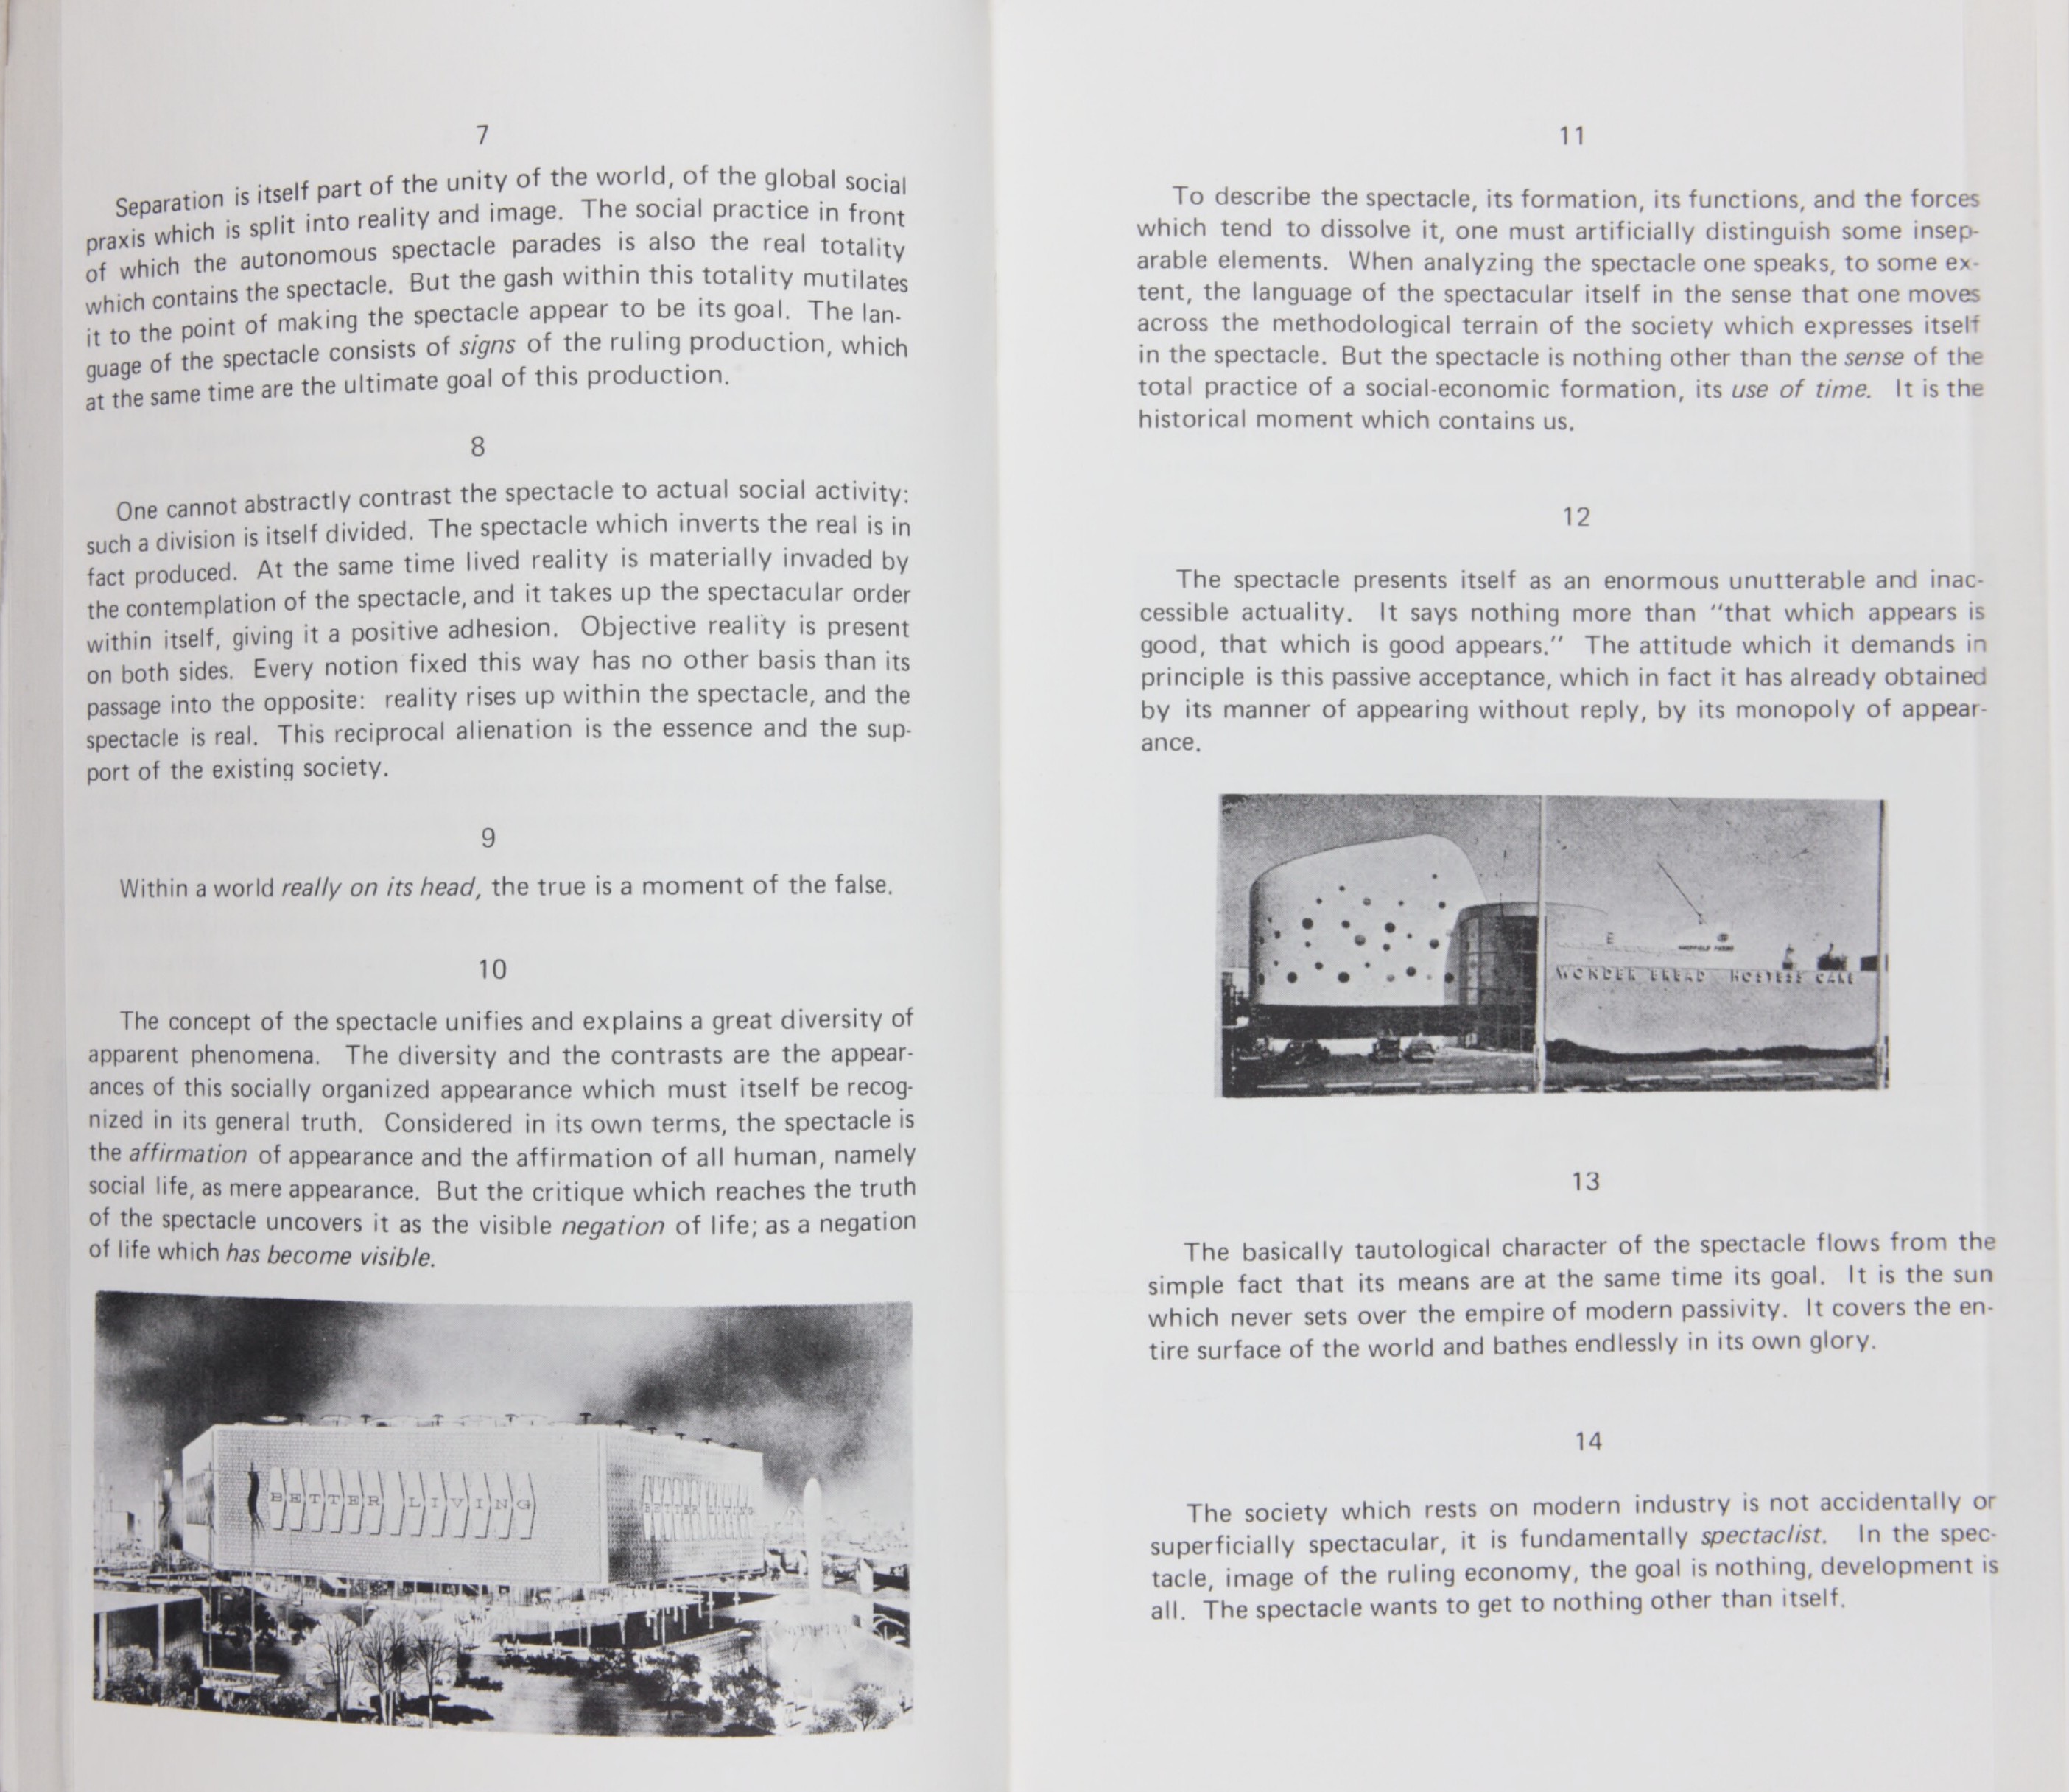 7
Separation is itself part of the unity of the world, of the global social
praxis which is split into reality and image. The social practice in front
of which the autonomous spectacle parades is also the real totality
which contains the spectacle. But the gash within this totality mutilates
it to the point of making the spectacle appear to be its goal. The lan-
guage of the spectacle consists of signs of the ruling production, which
at the same time are the ultimate goal of this production.
8
One cannot abstractly contrast the spectacle to actual social activity:
such a division is itself divided. The spectacle which inverts the real is in
fact produced. At the same time lived reality is materially invaded by
the contemplation of the spectacle, and it takes up the spectacular order
within itself, giving it a positive adhesion. Objective reality is present
on both sides. Every notion fixed this way has no other basis than its
passage into the opposite: reality rises up within the spectacle, and the
spectacle is real. This reciprocal alienation is the essence and the sup-
port of the existing society.
9
Within a world really on its head, the true is a moment of the false.
10
The concept of the spectacle unifies and explains a great diversity of
apparent phenomena. The diversity and the contrasts are the appear-
ances of this socially organized appearance which must itself be recog-
nized in its general truth. Considered in its own terms, the spectacle is
the affirmation of appearance and the affirmation of all human, namely
social life, as mere appearance. But the critique which reaches the truth
of the spectacle uncovers it as the visible negation of life; as a negation
of life which has become visible.
BETTER LIVING
BETTER LIVING
11
To describe the spectacle, its formation, its functions, and the forces
which tend to dissolve it, one must artificially distinguish some insep-
arable elements. When analyzing the spectacle one speaks, to some ex-
tent, the language of the spectacular itself in the sense that one moves
across the methodological terrain of the society which expresses itself
in the spectacle. But the spectacle is nothing other than the sense of the
total practice of a social-economic formation, its use of time. It is the
historical moment which contains us.
12
The spectacle presents itself as an enormous unutterable and inac-
cessible actuality. It says nothing more than "that which appears is
good, that which is good appears." The attitude which it demands in
principle is this passive acceptance, which in fact it has already obtained
by its manner of appearing without reply, by its monopoly of appear-
ance.
WONDER BREAD HOSTESS CAKE
13
The basically tautological character of the spectacle flows from the
simple fact that its means are at the same time its goal. It is the sun
which never sets over the empire of modern passivity. It covers the en-
tire surface of the world and bathes endlessly in its own glory.
14
The society which rests on modern industry is not accidentally or
superficially spectacular, it is fundamentally spectaclist. In the spec-
tacle, image of the ruling economy, the goal is nothing, development is
all. The spectacle wants to get to nothing other than itself.